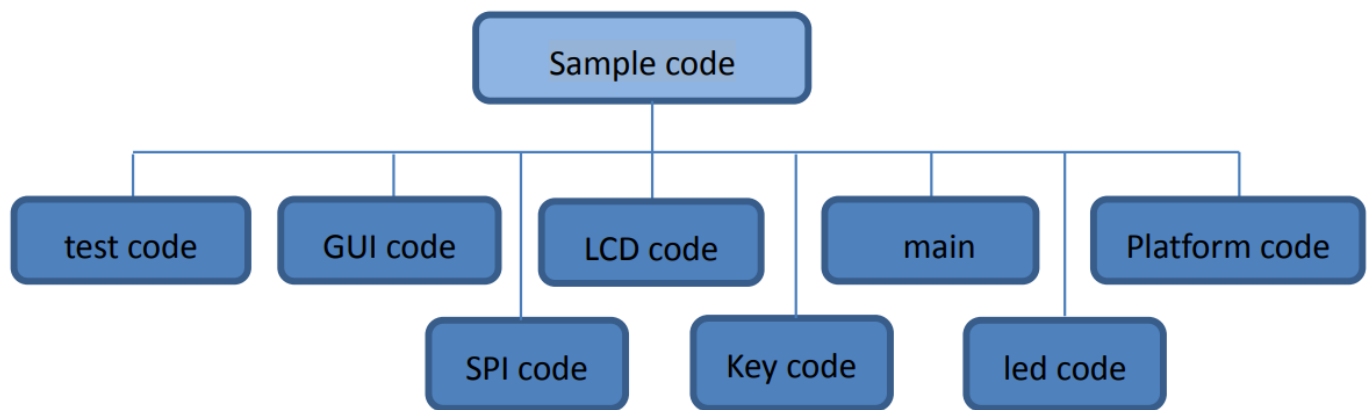 Sample code
test code
GUI code
LCD code
main
Platform code
SPI code
Key code
led code